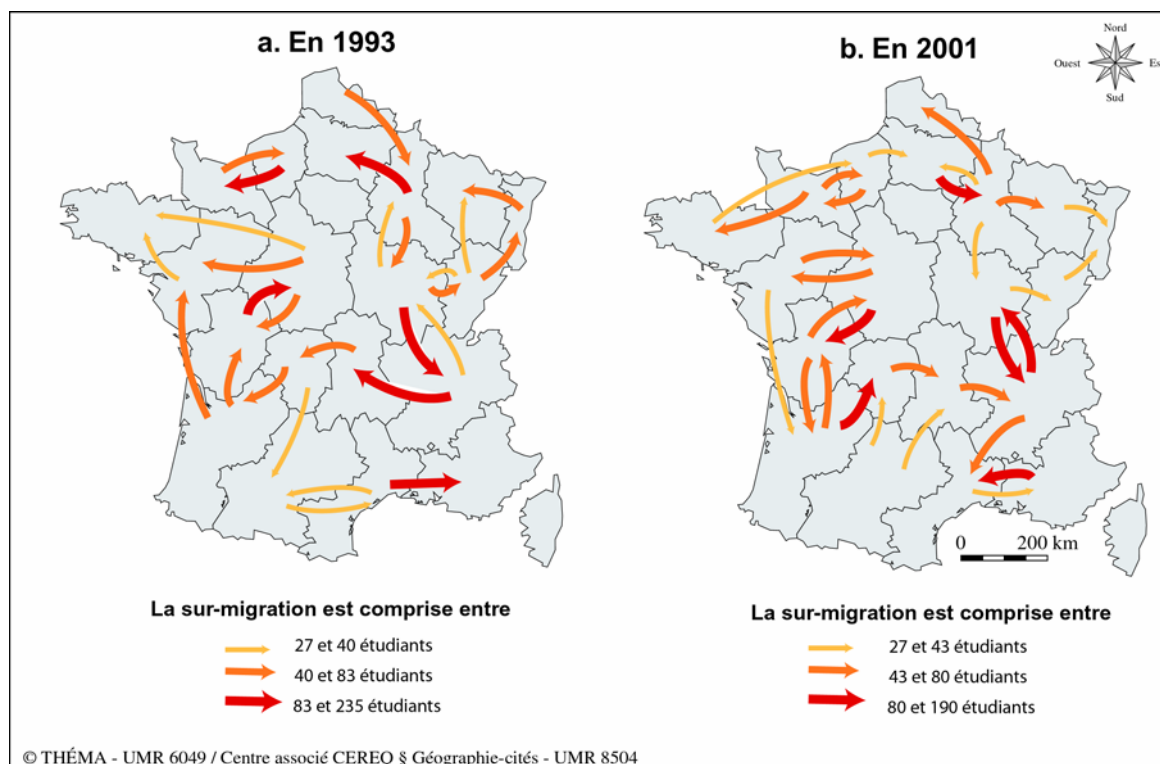 a. En 1993
b. En 2001
Nord
Ouest
Es
Sud
0 200 km
La sur-migration est comprise entre
27 et 40 étudiants
40 et 83 étudiants
83 et 235 étudiants
La sur-migration est comprise entre
27 et 43 étudiants
43 et 80 étudiants
80 et 190 étudiants
© THÉMA - UMR 6049 / Centre associé CEREQ § Géographie-cités - UMR 8504